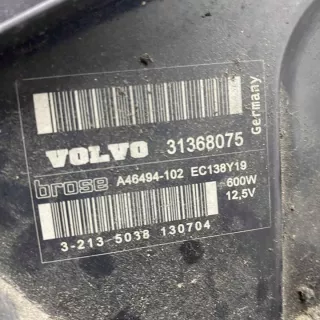 VOLVO 31368075
Germany
brose A46494-102 EC138Y19
600W
12,5V
3-213 5038 130704